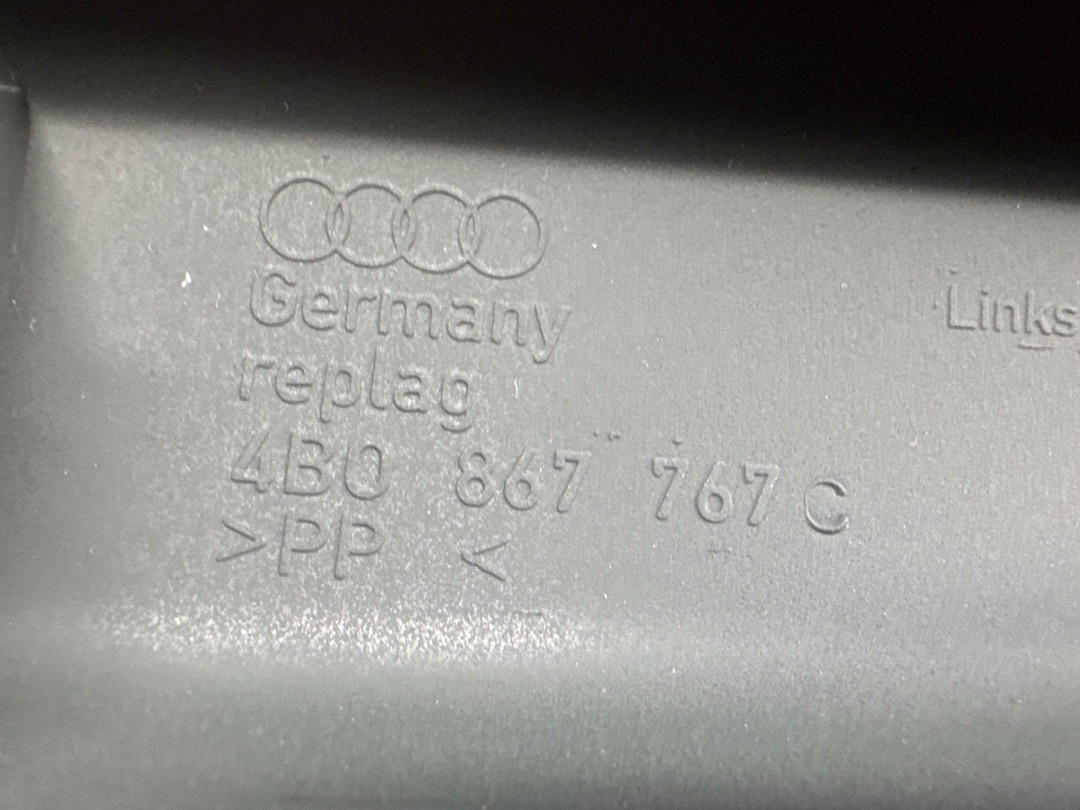 Germany
replag
4B0 867 767 C
>PP <
Links